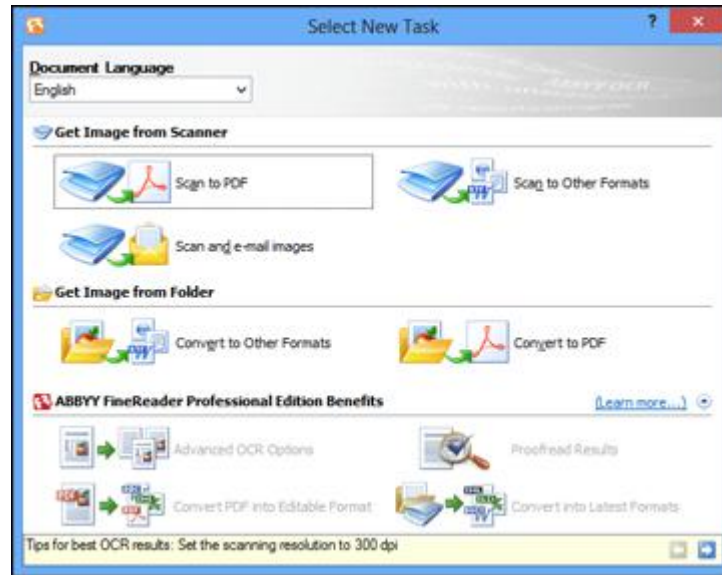 Select New Task
?
Document Language
English
Get Image from Scanner
Scan to PDF
Scan to Other Formats
Scan and e-mail images
Get Image from Folder
Convert to Other Formats
Convert to PDF
ABBYY FineReader Professional Edition Benefits
(Learn more...)
Advanced OCR Options
Proofread Results
Convert PDF into Editable Format
Convert into Latest Formats
Tips for best OCR results: Set the scanning resolution to 300 dpi